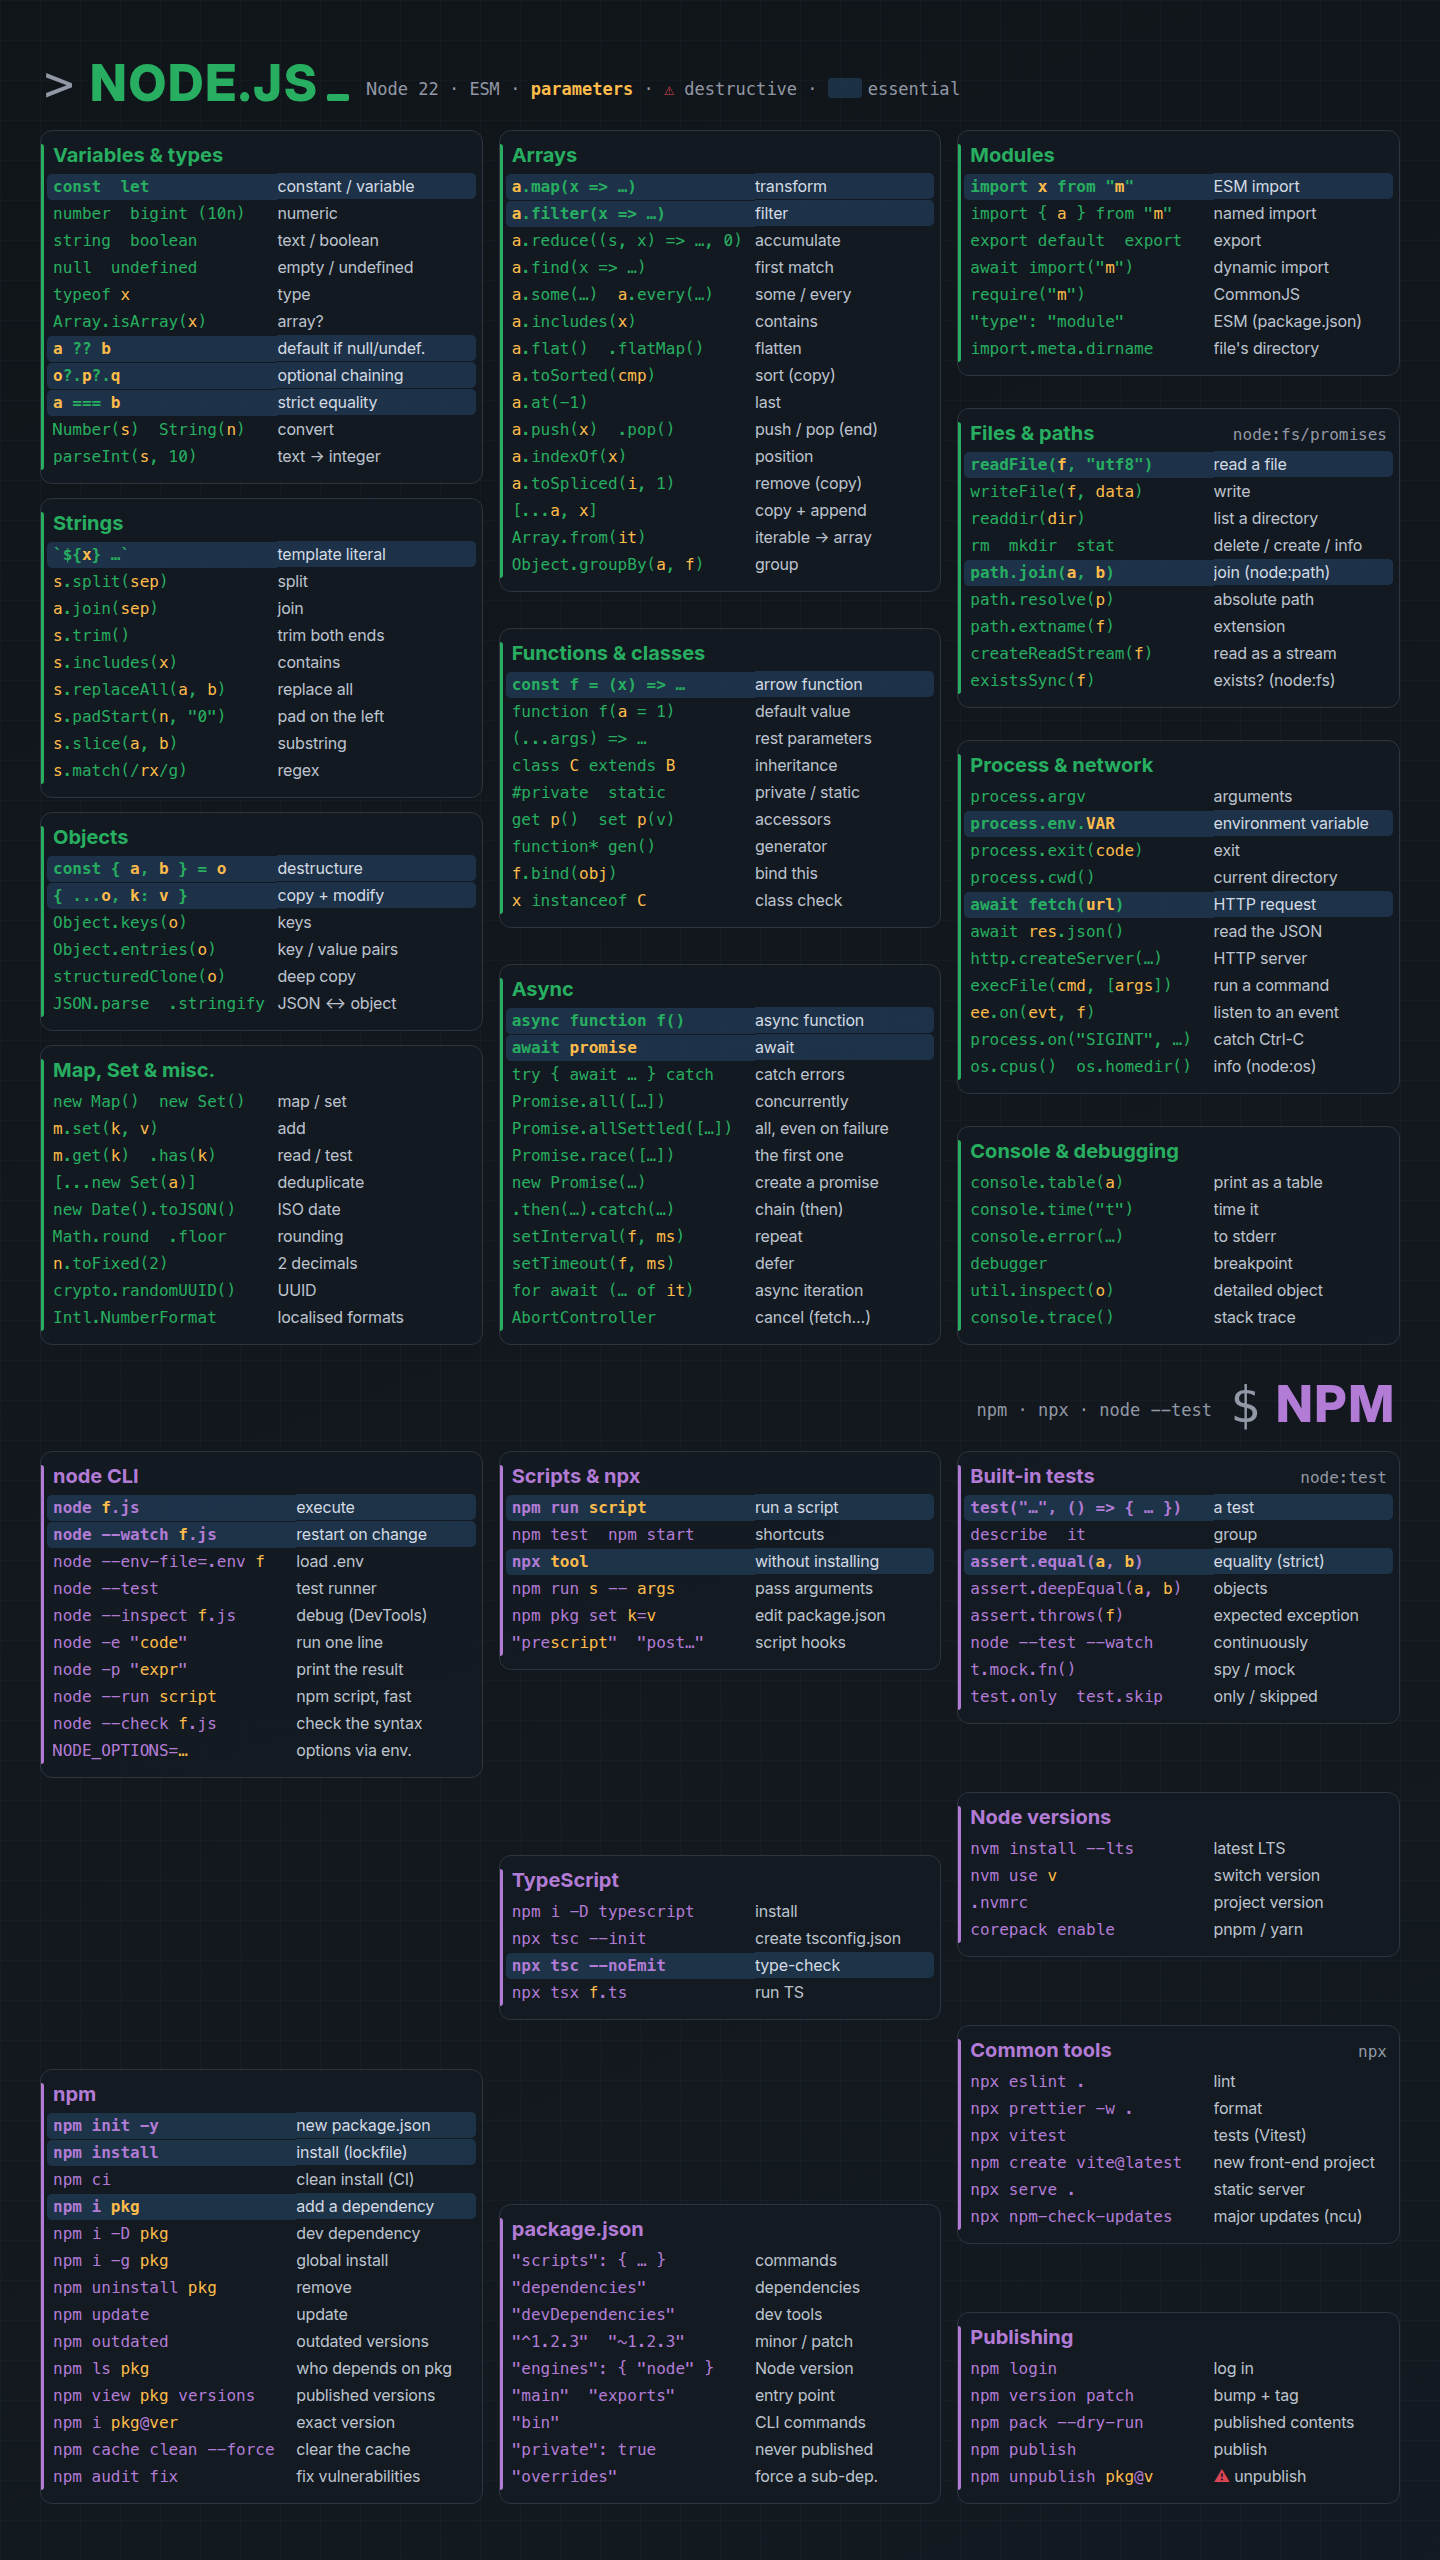 > NODE.JS_ Node 22 · ESM · parameters · ⚠ destructive · essential
Variables & types
const  let  constant / variable
number  bigint (10n)  numeric
string  boolean  text / boolean
null  undefined  empty / undefined
typeof x  type
Array.isArray(x)  array?
a ?? b  default if null/undef.
o?.p?.q  optional chaining
a === b  strict equality
Number(s)  String(n)  convert
parseInt(s, 10)  text → integer
Strings
`${x} …`  template literal
s.split(sep)  split
a.join(sep)  join
s.trim()  trim both ends
s.includes(x)  contains
s.replaceAll(a, b)  replace all
s.padStart(n, "0")  pad on the left
s.slice(a, b)  substring
s.match(/rx/g)  regex
Objects
const { a, b } = o  destructure
{ ...o, k: v }  copy + modify
Object.keys(o)  keys
Object.entries(o)  key / value pairs
structuredClone(o)  deep copy
JSON.parse  .stringify  JSON ↔ object
Map, Set & misc.
new Map()  new Set()  map / set
m.set(k, v)  add
m.get(k)  .has(k)  read / test
[...new Set(a)]  deduplicate
new Date().toJSON()  ISO date
Math.round  .floor  rounding
n.toFixed(2)  2 decimals
crypto.randomUUID()  UUID
Intl.NumberFormat  localised formats
Arrays
a.map(x => …)  transform
a.filter(x => …)  filter
a.reduce((s, x) => …, 0)  accumulate
a.find(x => …)  first match
a.some(…)  a.every(…)  some / every
a.includes(x)  contains
a.flat()  .flatMap()  flatten
a.toSorted(cmp)  sort (copy)
a.at(-1)  last
a.push(x)  .pop()  push / pop (end)
a.indexOf(x)  position
a.toSpliced(i, 1)  remove (copy)
[...a, x]  copy + append
Array.from(it)  iterable → array
Object.groupBy(a, f)  group
Functions & classes
const f = (x) => …  arrow function
function f(a = 1)  default value
(...args) => …  rest parameters
class C extends B  inheritance
#private  static  private / static
get p()  set p(v)  accessors
function* gen()  generator
f.bind(obj)  bind this
x instanceof C  class check
Async
async function f()  async function
await promise  await
try { await … } catch  catch errors
Promise.all([…])  concurrently
Promise.allSettled([…])  all, even on failure
Promise.race([…])  the first one
new Promise(…)  create a promise
.then(…).catch(…)  chain (then)
setInterval(f, ms)  repeat
setTimeout(f, ms)  defer
for await (… of it)  async iteration
AbortController  cancel (fetch…)
Modules
import x from "m"  ESM import
import { a } from "m"  named import
export default  export  export
await import("m")  dynamic import
require("m")  CommonJS
"type": "module"  ESM (package.json)
import.meta.dirname  file's directory
Files & paths  node:fs/promises
readFile(f, "utf8")  read a file
writeFile(f, data)  write
readdir(dir)  list a directory
rm  mkdir  stat  delete / create / info
path.join(a, b)  join (node:path)
path.resolve(p)  absolute path
path.extname(f)  extension
createReadStream(f)  read as a stream
existsSync(f)  exists? (node:fs)
Process & network
process.argv  arguments
process.env.VAR  environment variable
process.exit(code)  exit
process.cwd()  current directory
await fetch(url)  HTTP request
await res.json()  read the JSON
http.createServer(…)  HTTP server
execFile(cmd, [args])  run a command
ee.on(evt, f)  listen to an event
process.on("SIGINT", …)  catch Ctrl-C
os.cpus()  os.homedir()  info (node:os)
Console & debugging
console.table(a)  print as a table
console.time("t")  time it
console.error(…)  to stderr
debugger  breakpoint
util.inspect(o)  detailed object
console.trace()  stack trace
npm · npx · node --test $ NPM
node CLI
node f.js  execute
node --watch f.js  restart on change
node --env-file=.env f  load .env
node --test  test runner
node --inspect f.js  debug (DevTools)
node -e "code"  run one line
node -p "expr"  print the result
node --run script  npm script, fast
node --check f.js  check the syntax
NODE_OPTIONS=…  options via env.
npm
npm init -y  new package.json
npm install  install (lockfile)
npm ci  clean install (CI)
npm i pkg  add a dependency
npm i -D pkg  dev dependency
npm i -g pkg  global install
npm uninstall pkg  remove
npm update  update
npm outdated  outdated versions
npm ls pkg  who depends on pkg
npm view pkg versions  published versions
npm i pkg@ver  exact version
npm cache clean --force  clear the cache
npm audit fix  fix vulnerabilities
Scripts & npx
npm run script  run a script
npm test  npm start  shortcuts
npx tool  without installing
npm run s -- args  pass arguments
npm pkg set k=v  edit package.json
"prescript"  "post…"  script hooks
TypeScript
npm i -D typescript  install
npx tsc --init  create tsconfig.json
npx tsc --noEmit  type-check
npx tsx f.ts  run TS
package.json
"scripts": { … }  commands
"dependencies"  dependencies
"devDependencies"  dev tools
"^1.2.3"  "~1.2.3"  minor / patch
"engines": { "node" }  Node version
"main"  "exports"  entry point
"bin"  CLI commands
"private": true  never published
"overrides"  force a sub-dep.
Built-in tests  node:test
test("…", () => { … })  a test
describe  it  group
assert.equal(a, b)  equality (strict)
assert.deepEqual(a, b)  objects
assert.throws(f)  expected exception
node --test --watch  continuously
t.mock.fn()  spy / mock
test.only  test.skip  only / skipped
Node versions
nvm install --lts  latest LTS
nvm use v  switch version
.nvmrc  project version
corepack enable  pnpm / yarn
Common tools  npx
npx eslint .  lint
npx prettier -w .  format
npx vitest  tests (Vitest)
npm create vite@latest  new front-end project
npx serve .  static server
npx npm-check-updates  major updates (ncu)
Publishing
npm login  log in
npm version patch  bump + tag
npm pack --dry-run  published contents
npm publish  publish
npm unpublish pkg@v  ⚠ unpublish